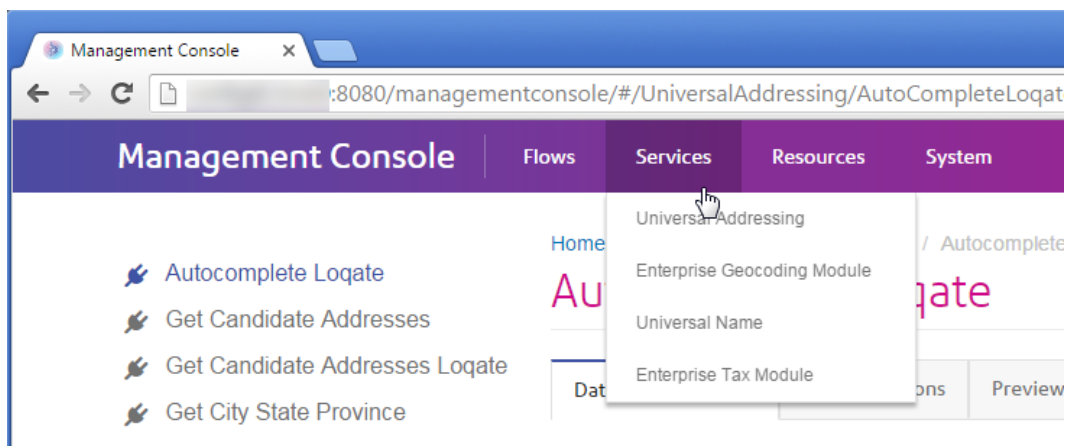 Management Console
:8080/managementconsole/#/UniversalAddressing/AutoCompleteLoqat
Management Console Flows Services Resources System
Universal Addressing
Home / Autocomplete
Autocomplete Loqate
Enterprise Geocoding Module
Au qate
Get Candidate Addresses
Universal Name
Get Candidate Addresses Loqate
Enterprise Tax Module
Dat ons Preview
Get City State Province